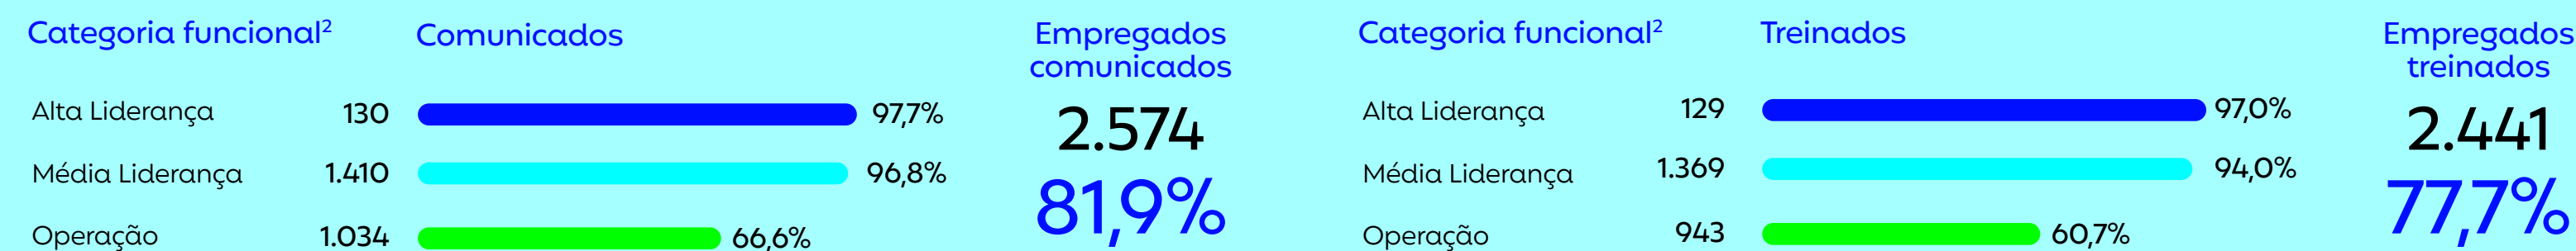 Categoria funcional²
Comunicados
Alta Liderança 130 97,7%
Média Liderança 1.410 96,8%
Operação 1.034 66,6%
Empregados
comunicados
2.574
81,9%
Categoria funcional²
Treinados
Alta Liderança 129 97,0%
Média Liderança 1.369 94,0%
Operação 943 60,7%
Empregados
treinados
2.441
77,7%